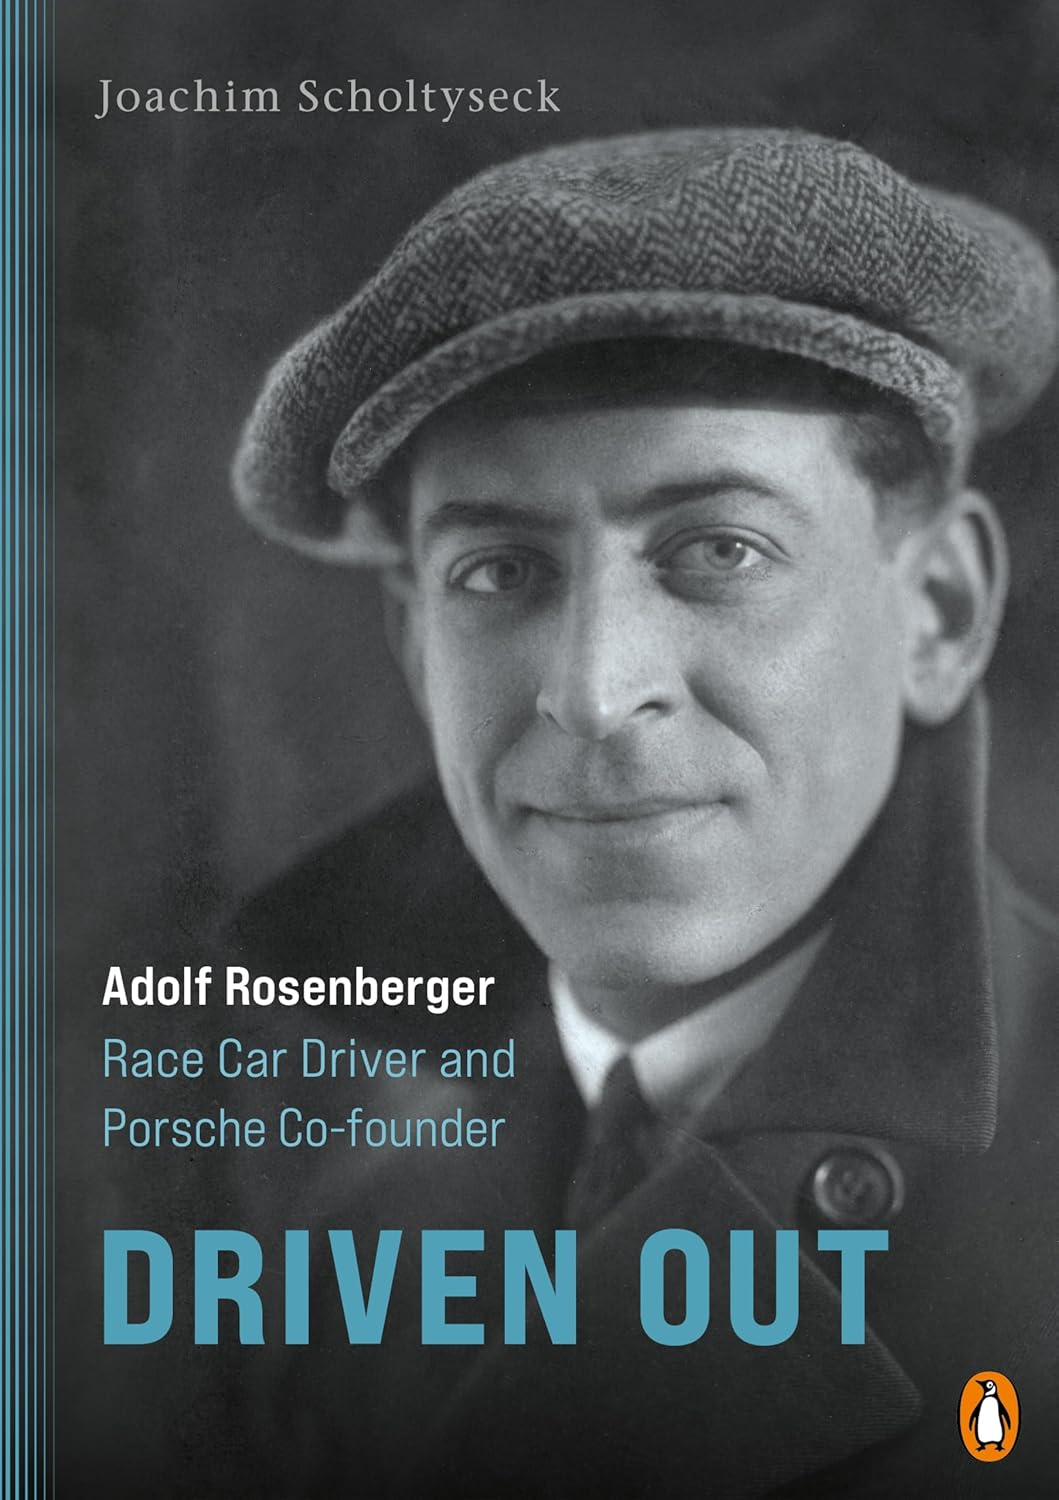 Joachim Scholtyseck
Adolf Rosenberger
Race Car Driver and
Porsche Co-founder
DRIVEN OUT